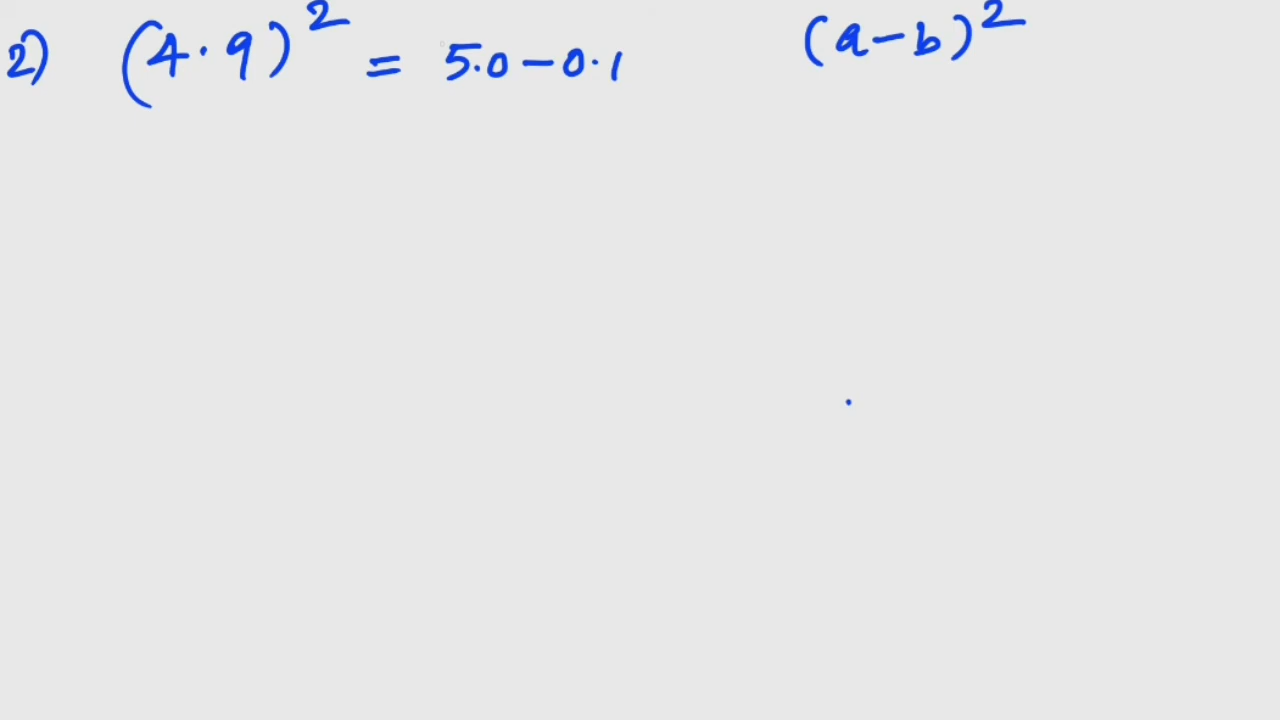 2) (4.9)² = 5.0-0.1 (a-b)²